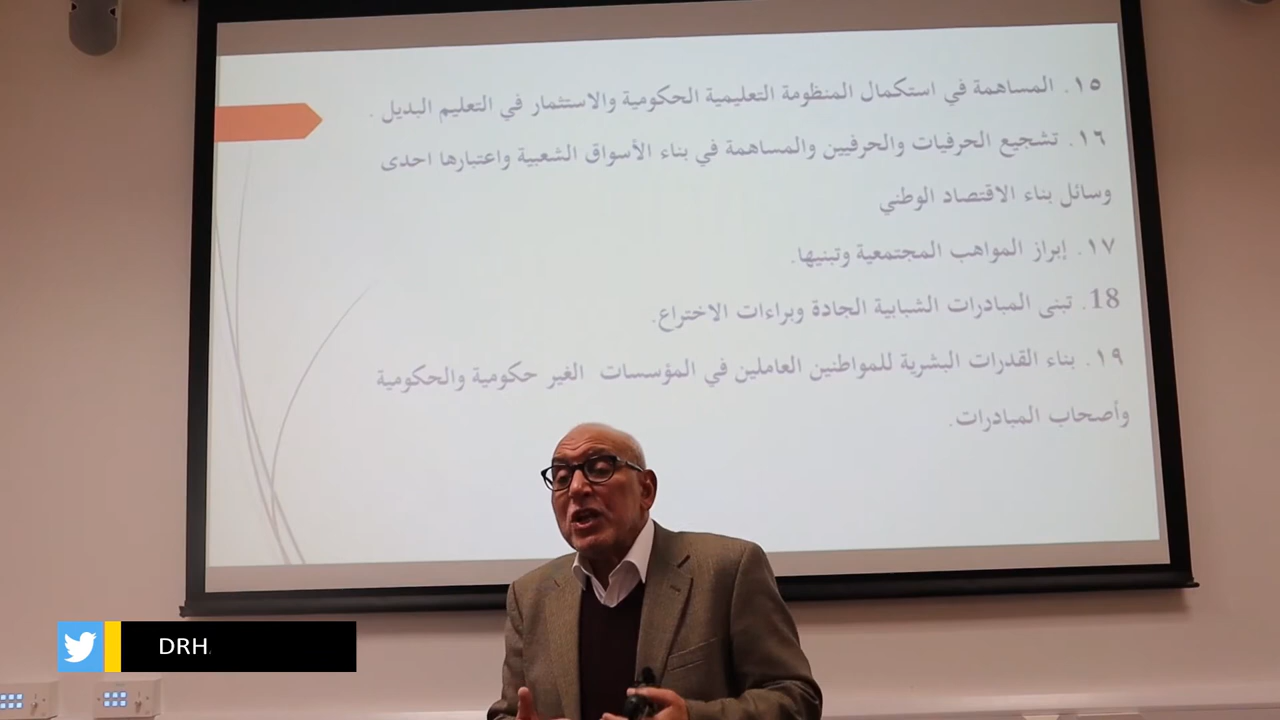 ١٥. المساهمة في استكمال المنظومة التعليمية الحكومية والاستثمار في التعليم البديل .
١٦. تشجيع الحرفيات والحرفيين والمساهمة في بناء الأسواق الشعبية واعتبارها احدى
وسائل بناء الاقتصاد الوطني
١٧. إبراز المواهب المجتمعية وتبنيها.
18. تبنى المبادرات الشبابية الجادة وبراءات الاختراع.
١٩. بناء القدرات البشرية للمواطنين العاملين في المؤسسات الغير حكومية والحكومية
وأصحاب المبادرات.
DRH